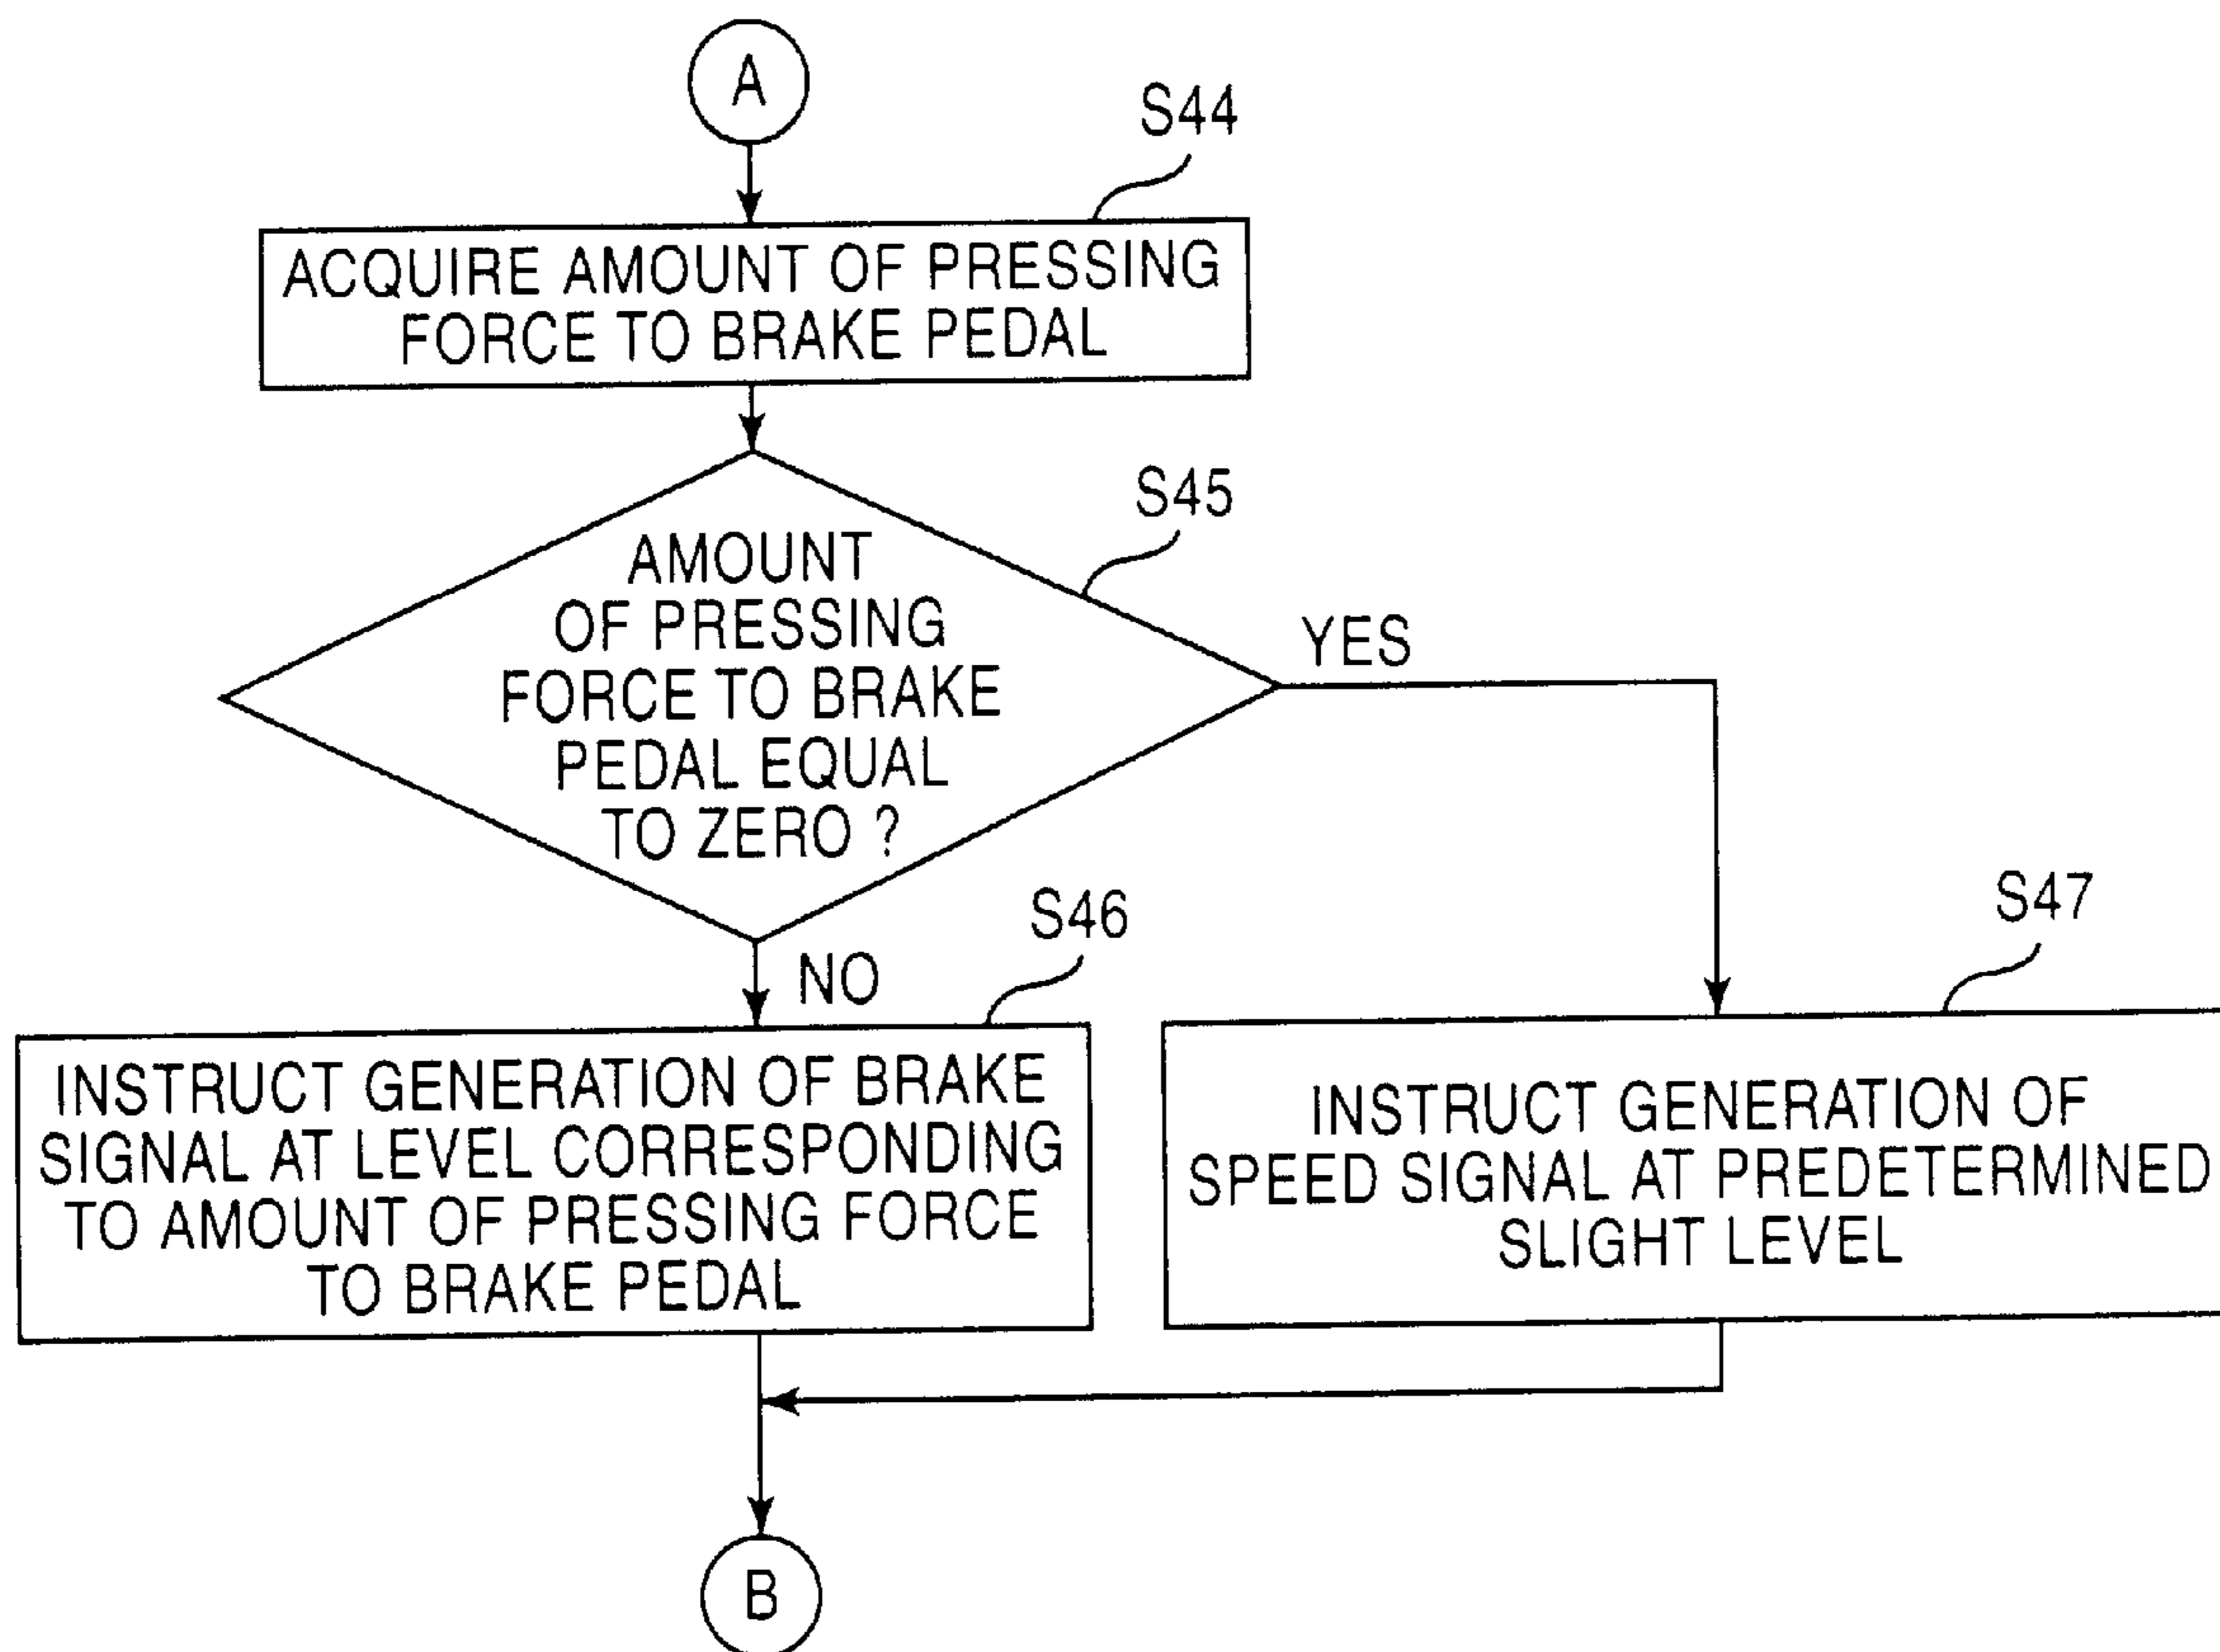 A
S44
ACQUIRE AMOUNT OF PRESSING
FORCE TO BRAKE PEDAL
S45
AMOUNT
OF PRESSING
FORCE TO BRAKE
PEDAL EQUAL
TO ZERO ?
YES
NO
S46
INSTRUCT GENERATION OF BRAKE
SIGNAL AT LEVEL CORRESPONDING
TO AMOUNT OF PRESSING FORCE
TO BRAKE PEDAL
S47
INSTRUCT GENERATION OF
SPEED SIGNAL AT PREDETERMINED
SLIGHT LEVEL
B